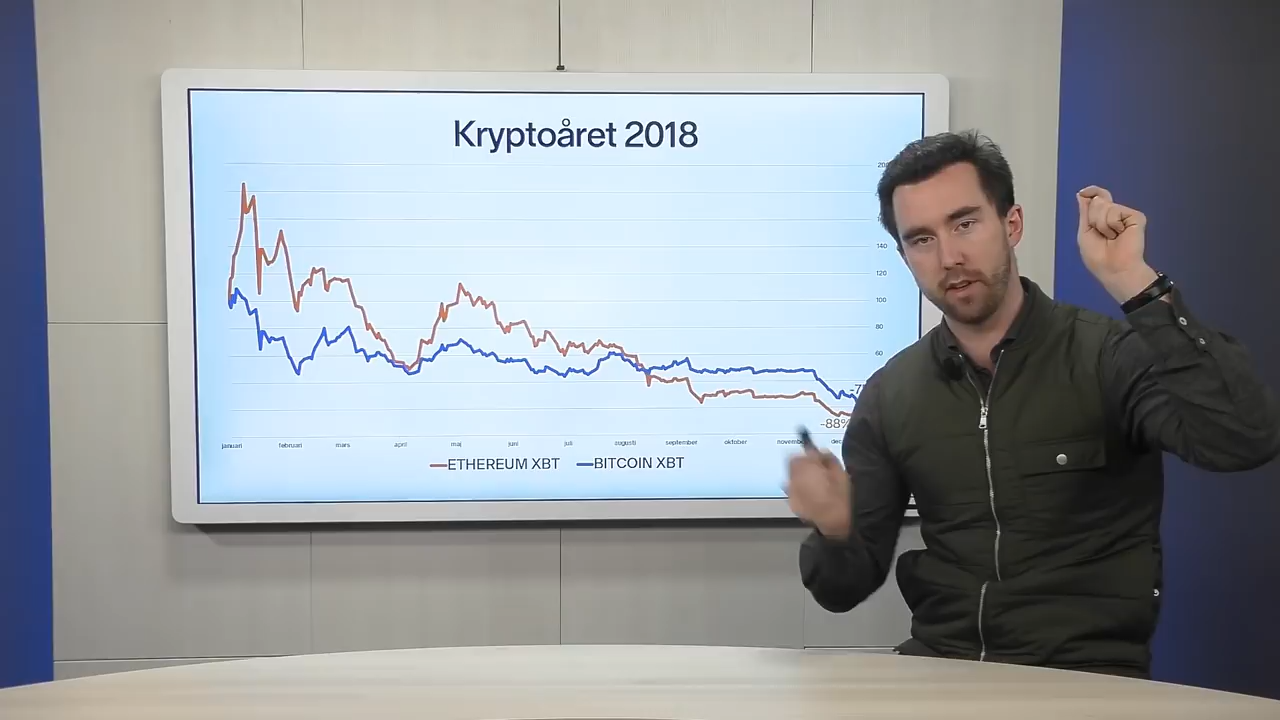 Kryptoåret 2018
140
120
100
80
60
-88%
januari februari mars april maj juni juli augusti september oktober
ETHEREUM XBT BITCOIN XBT